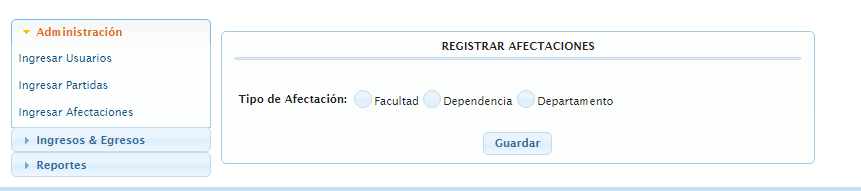 Administración
Ingresar Usuarios
Ingresar Partidas
Ingresar Afectaciones
Ingresos & Egresos
Reportes
REGISTRAR AFECTACIONES
Tipo de Afectación: Facultad Dependencia Departamento
Guardar